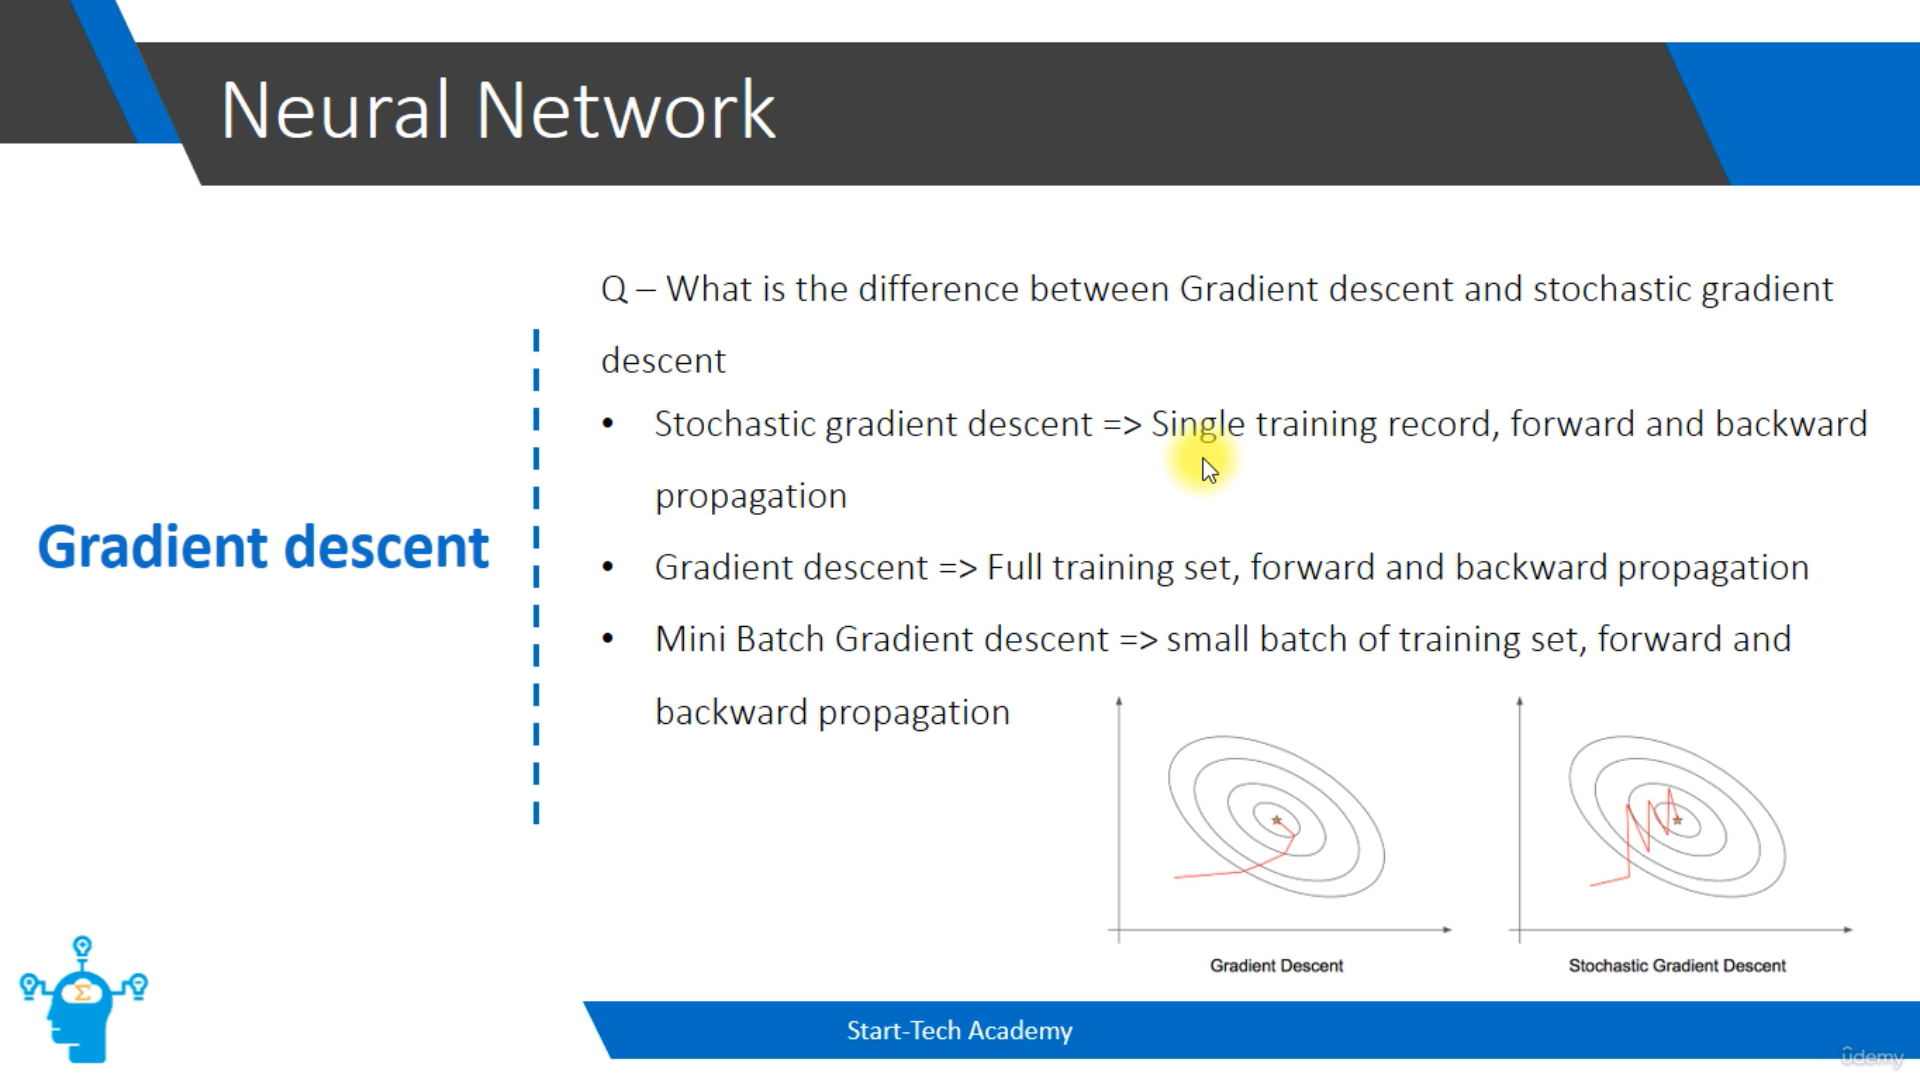 Neural Network
Q – What is the difference between Gradient descent and stochastic gradient
descent
• Stochastic gradient descent => Single training record, forward and backward
propagation
Gradient descent
• Gradient descent => Full training set, forward and backward propagation
• Mini Batch Gradient descent => small batch of training set, forward and
backward propagation
Gradient Descent
Stochastic Gradient Descent
Σ
Start-Tech Academy
udemy